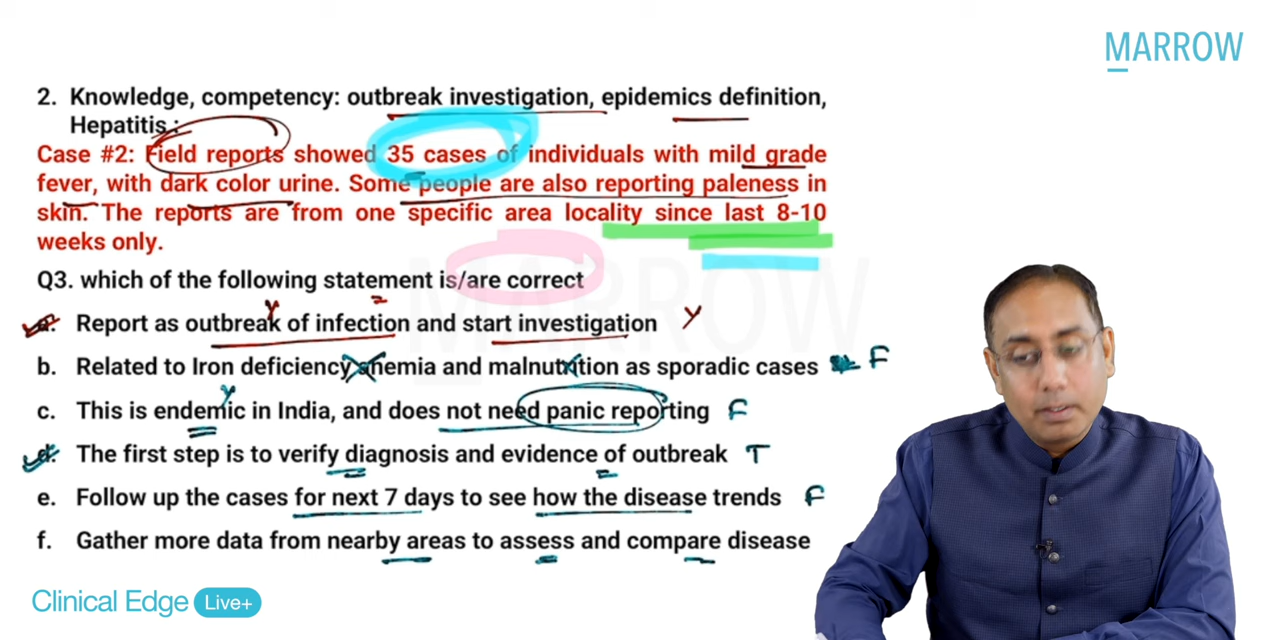 MARROW
2. Knowledge, competency: outbreak investigation, epidemics definition,
Hepatitis :
Case #2: Field reports showed 35 cases of individuals with mild grade
fever, with dark color urine. Some people are also reporting paleness in
skin. The reports are from one specific area locality since last 8-10
weeks only.
Q3. which of the following statement is/are correct
a. Report as outbreak of infection and start investigation Y
b. Related to Iron deficiency anemia and malnutrition as sporadic cases F
c. This is endemic in India, and does not need panic reporting F
d. The first step is to verify diagnosis and evidence of outbreak T
e. Follow up the cases for next 7 days to see how the disease trends F
f. Gather more data from nearby areas to assess and compare disease
Clinical Edge Live+
MARROW